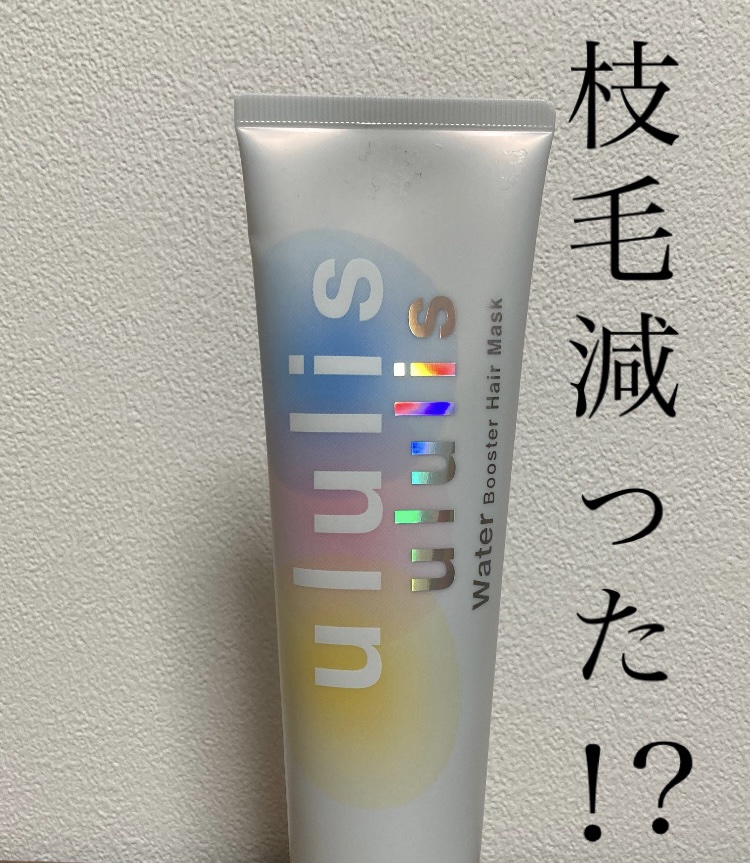 枝毛減った!?
ululis
ululis
Water Booster Hair Mask